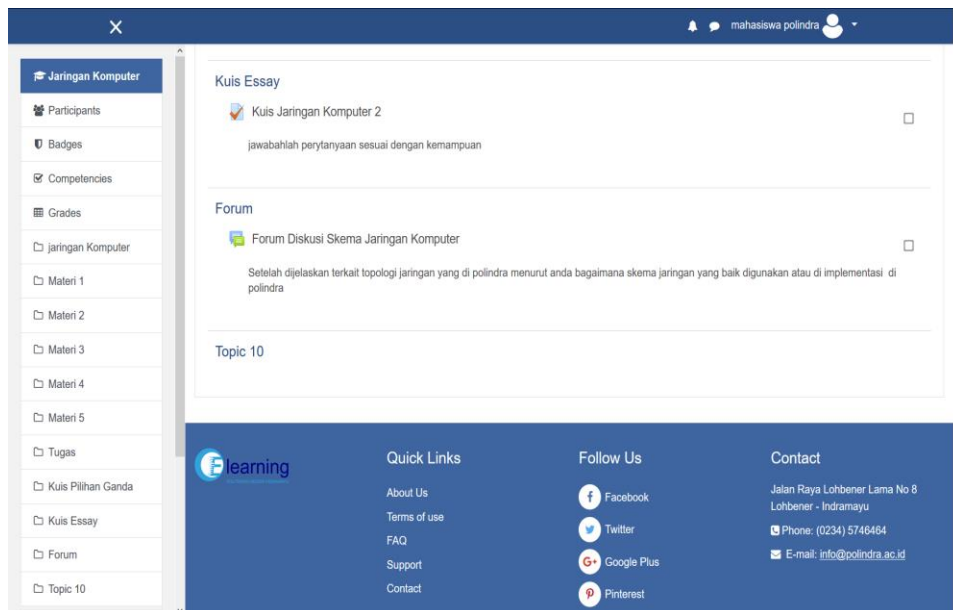 mahasiswa polindra
Jaringan Komputer
Participants
Badges
Competencies
Grades
jaringan Komputer
Materi 1
Materi 2
Materi 3
Materi 4
Materi 5
Tugas
Kuis Pilihan Ganda
Kuis Essay
Forum
Topic 10
Kuis Essay
Kuis Jaringan Komputer 2
jawabahlah perytanyaan sesuai dengan kemampuan
Forum
Forum Diskusi Skema Jaringan Komputer
Setelah dijelaskan terkait topologi jaringan yang di polindra menurut anda bagaimana skema jaringan yang baik digunakan atau di implementasi di
polindra
Topic 10
Elearning
Quick Links
About Us
Terms of use
FAQ
Support
Contact
Follow Us
Facebook
Twitter
Google Plus
Pinterest
Contact
Jalan Raya Lohbener Lama No 8
Lohbener - Indramayu
Phone: (0234) 5746464
E-mail: info@polindra.ac.id